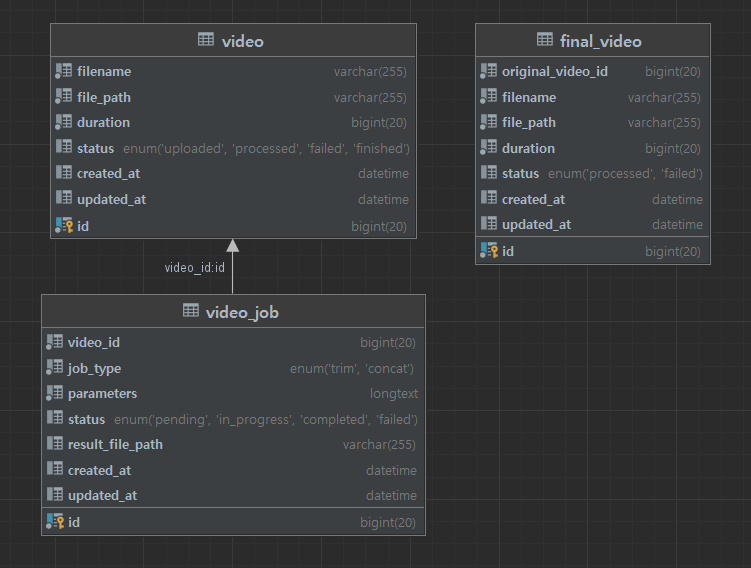 video
filename varchar(255)
file_path varchar(255)
duration bigint(20)
status enum('uploaded', 'processed', 'failed', 'finished')
created_at datetime
updated_at datetime
id bigint(20)
final_video
original_video_id bigint(20)
filename varchar(255)
file_path varchar(255)
duration bigint(20)
status enum('processed', 'failed')
created_at datetime
updated_at datetime
id bigint(20)
video_id:id
video_job
video_id bigint(20)
job_type enum('trim', 'concat')
parameters longtext
status enum('pending', 'in_progress', 'completed', 'failed')
result_file_path varchar(255)
created_at datetime
updated_at datetime
id bigint(20)